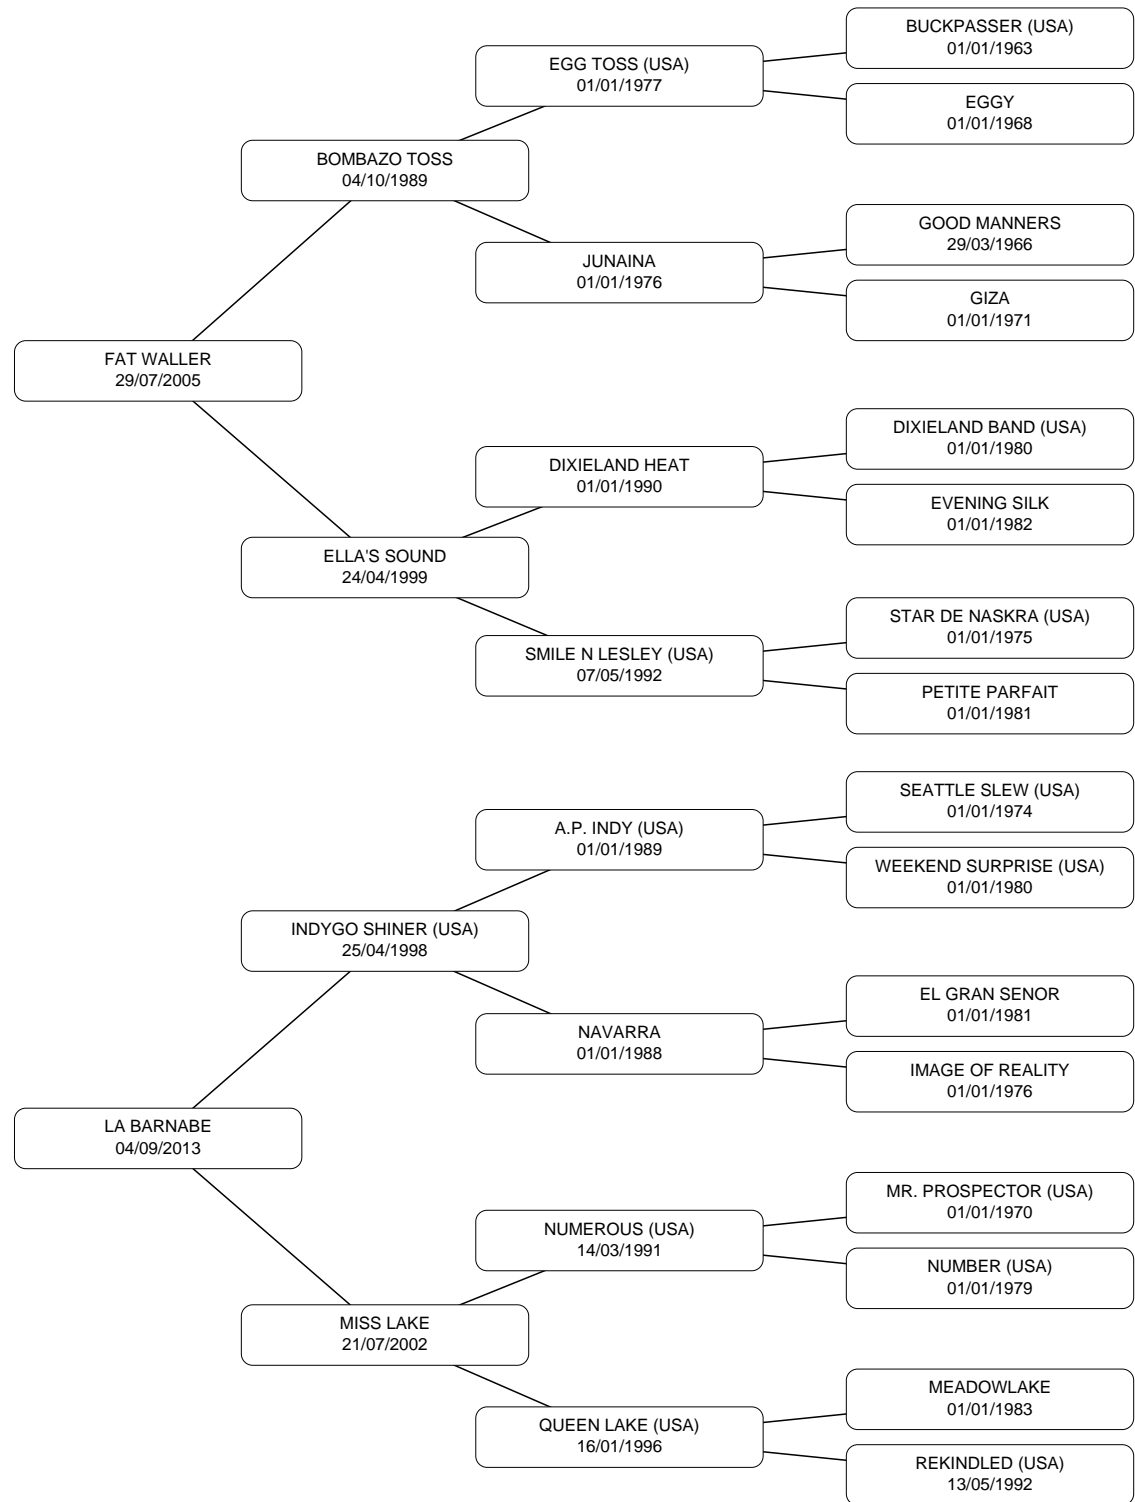 BUCKPASSER (USA)
01/01/1963
EGG TOSS (USA)
01/01/1977
EGGY
01/01/1968
BOMBAZO TOSS
04/10/1989
GOOD MANNERS
29/03/1966
JUNAINA
01/01/1976
GIZA
01/01/1971
FAT WALLER
29/07/2005
DIXIELAND BAND (USA)
01/01/1980
DIXIELAND HEAT
01/01/1990
EVENING SILK
01/01/1982
ELLA'S SOUND
24/04/1999
STAR DE NASKRA (USA)
01/01/1975
SMILE N LESLEY (USA)
07/05/1992
PETITE PARFAIT
01/01/1981
SEATTLE SLEW (USA)
01/01/1974
A.P. INDY (USA)
01/01/1989
WEEKEND SURPRISE (USA)
01/01/1980
INDYGO SHINER (USA)
25/04/1998
EL GRAN SENOR
01/01/1981
NAVARRA
01/01/1988
IMAGE OF REALITY
01/01/1976
LA BARNABE
04/09/2013
MR. PROSPECTOR (USA)
01/01/1970
NUMEROUS (USA)
14/03/1991
NUMBER (USA)
01/01/1979
MISS LAKE
21/07/2002
MEADOWLAKE
01/01/1983
QUEEN LAKE (USA)
16/01/1996
REKINDLED (USA)
13/05/1992